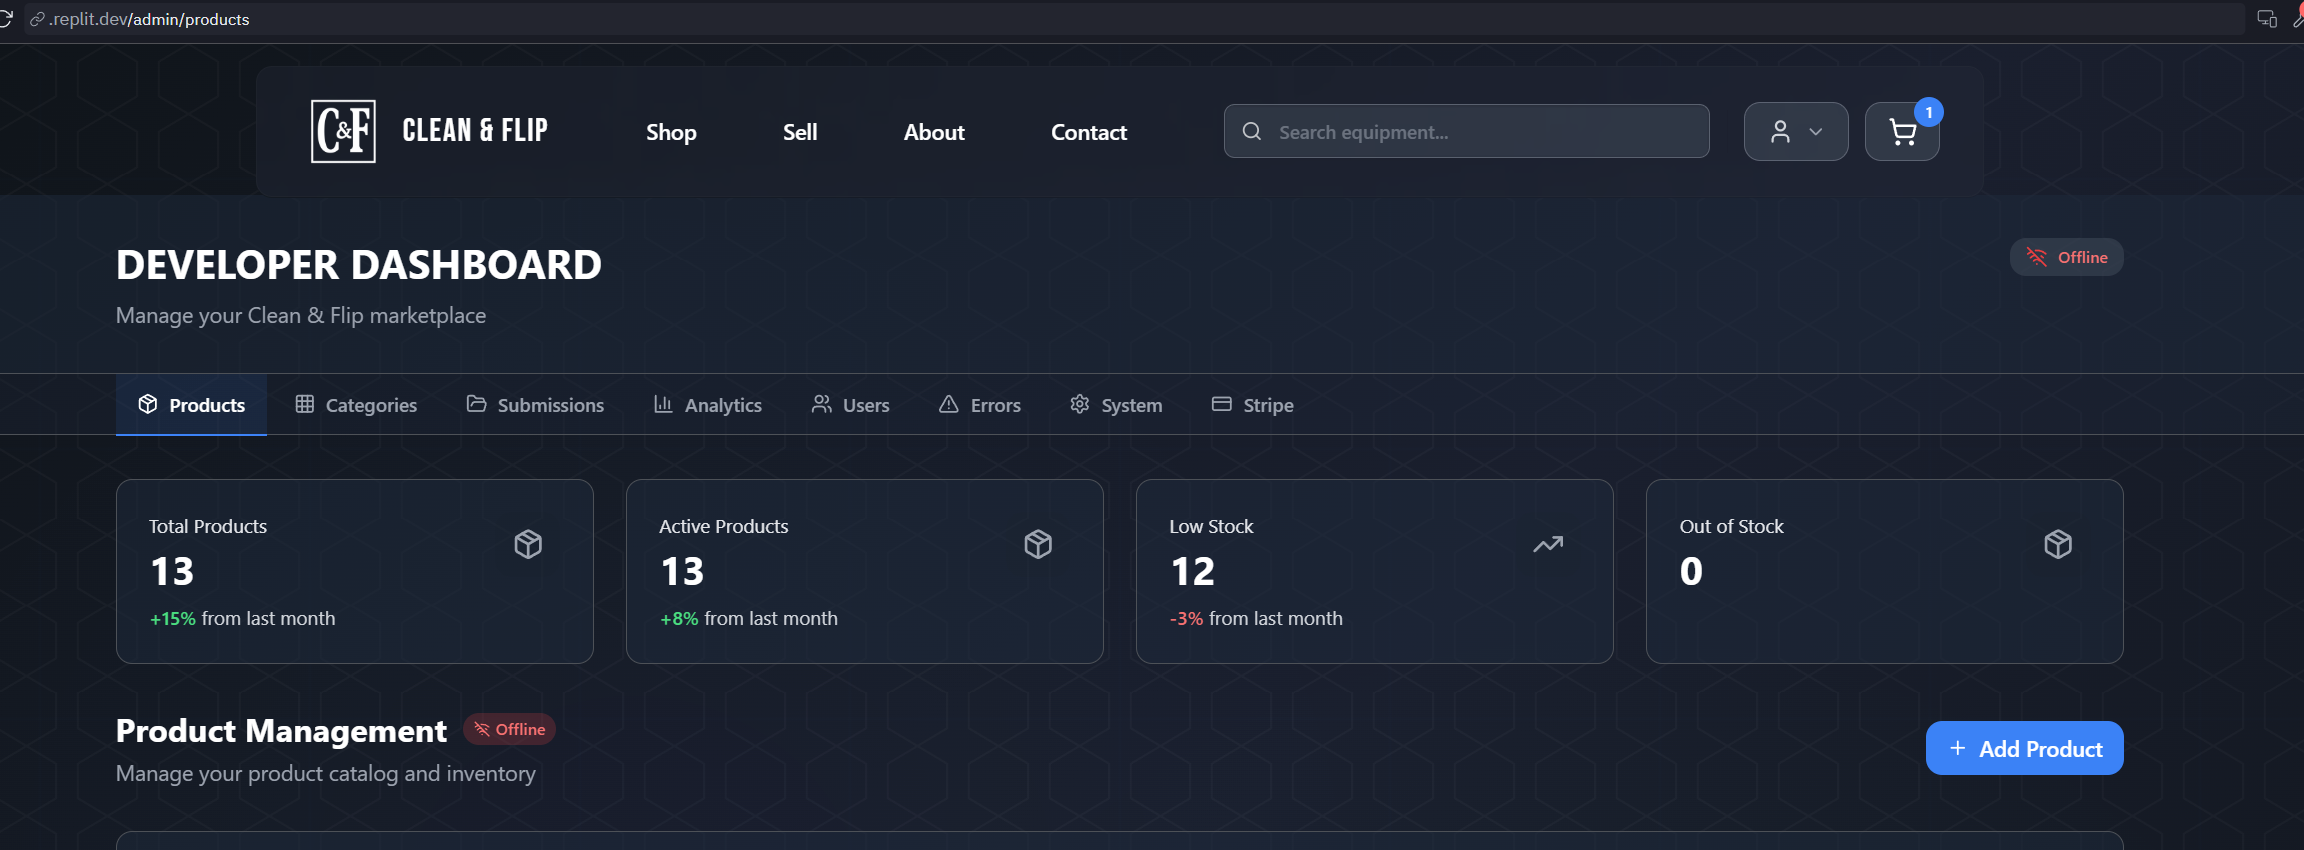 .replit.dev/admin/products
C&F CLEAN & FLIP Shop Sell About Contact Search equipment... 1
DEVELOPER DASHBOARD
Offline
Manage your Clean & Flip marketplace
Products Categories Submissions Analytics Users Errors System Stripe
Total Products
13
+15% from last month
Active Products
13
+8% from last month
Low Stock
12
-3% from last month
Out of Stock
0
Product Management Offline
Manage your product catalog and inventory
+ Add Product